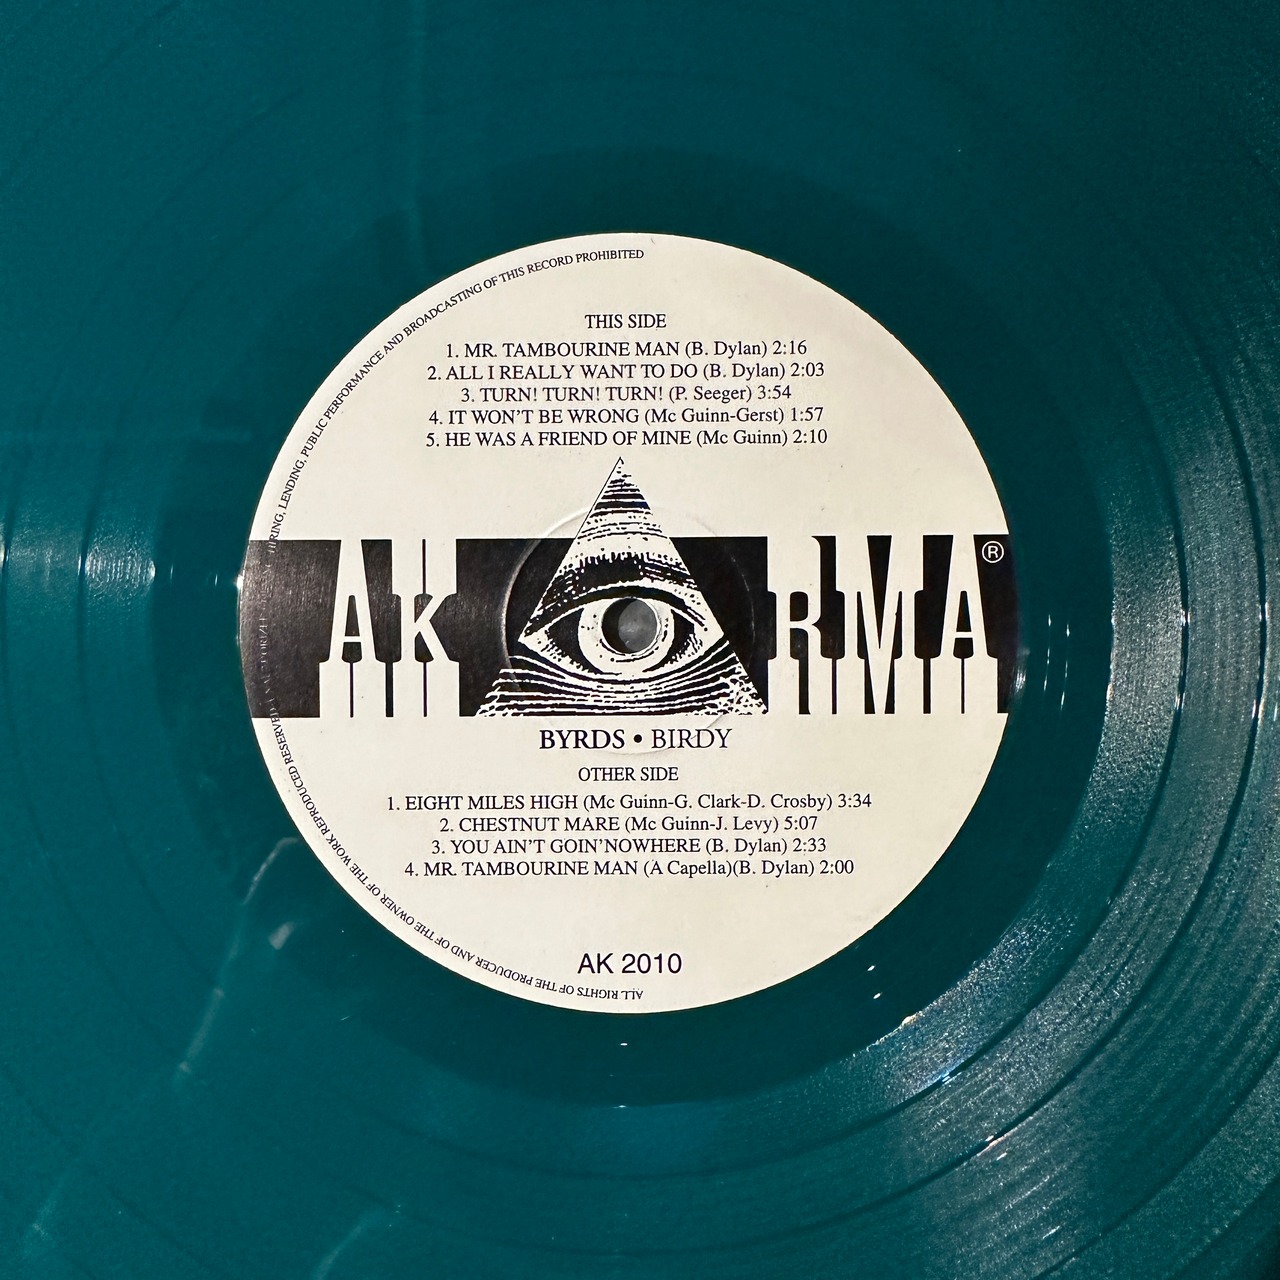 THIS SIDE
1. MR. TAMBOURINE MAN (B. Dylan) 2:16
2. ALL I REALLY WANT TO DO (B. Dylan) 2:03
3. TURN! TURN! TURN! (P. Seeger) 3:54
4. IT WON'T BE WRONG (Mc Guinn-Gerst) 1:57
5. HE WAS A FRIEND OF MINE (Mc Guinn) 2:10
AKARMA ®
BYRDS • BIRDY
OTHER SIDE
1. EIGHT MILES HIGH (Mc Guinn-G. Clark-D. Crosby) 3:34
2. CHESTNUT MARE (Mc Guinn-J. Levy) 5:07
3. YOU AIN'T GOIN'NOWHERE (B. Dylan) 2:33
4. MR. TAMBOURINE MAN (A Capella)(B. Dylan) 2:00
AK 2010
ALL RIGHTS OF THE PRODUCER AND OF THE OWNER OF THE WORK REPRODUCED RESERVED. HIRING, LENDING, PUBLIC PERFORMANCE AND BROADCASTING OF THIS RECORD PROHIBITED